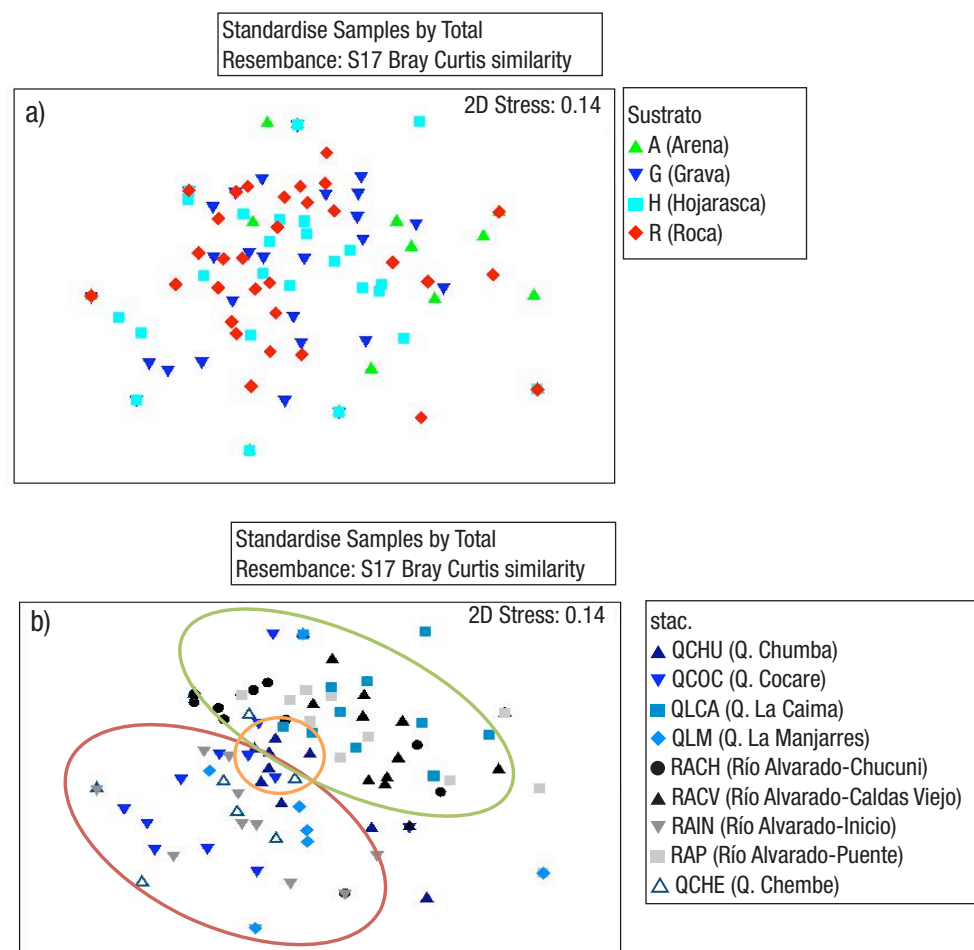 Standardise Samples by Total
Resembance: S17 Bray Curtis similarity
a)
2D Stress: 0.14
Sustrato
A (Arena)
G (Grava)
H (Hojarasca)
R (Roca)
Standardise Samples by Total
Resembance: S17 Bray Curtis similarity
b)
2D Stress: 0.14
stac.
QCHU (Q. Chumba)
QCOC (Q. Cocare)
QLCA (Q. La Caima)
QLM (Q. La Manjarres)
RACH (Río Alvarado-Chucuni)
RACV (Río Alvarado-Caldas Viejo)
RAIN (Río Alvarado-Inicio)
RAP (Río Alvarado-Puente)
QCHE (Q. Chembe)